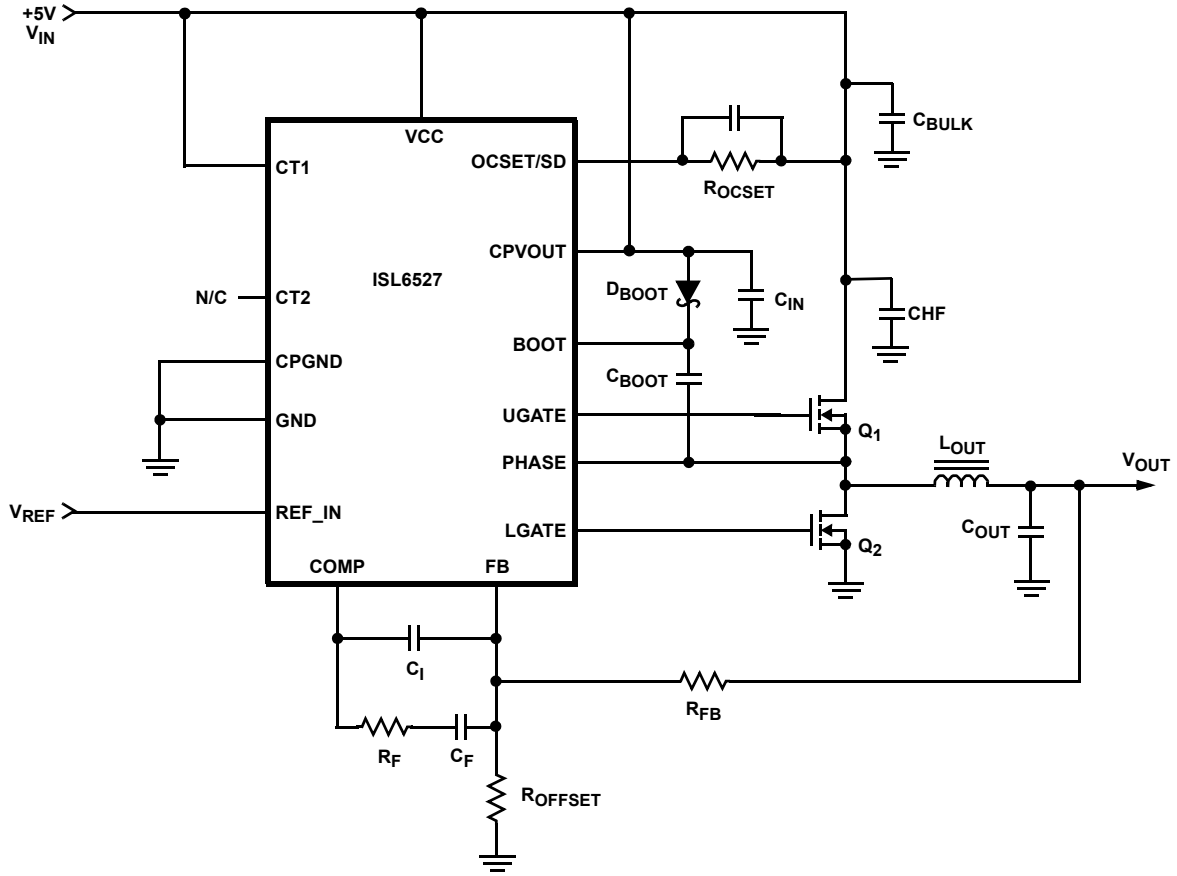 +5V
VIN
VCC
CBULK
CT1
OCSET/SD
ROCSET
CPVOUT
ISL6527
DBOOT
CIN
N/C
CT2
CHF
BOOT
CPGND
CBOOT
UGATE
GND
Q1
LOUT
PHASE
VOUT
VREF
REF_IN
LGATE
COUT
Q2
COMP
FB
CI
RFB
RF
CF
ROFFSET